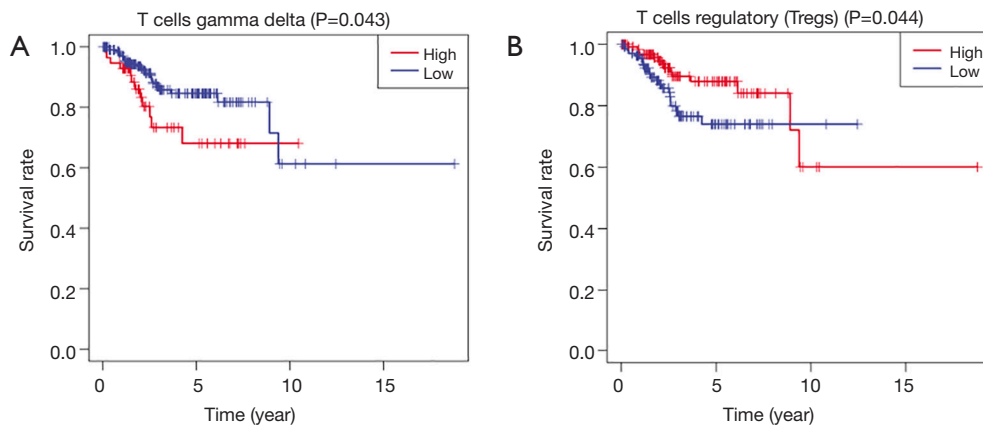 T cells gamma delta (P=0.043)
A
High
Low
1.0
0.8
0.6
0.4
0.2
0.0
Survival rate
0
5
10
15
Time (year)
T cells regulatory (Tregs) (P=0.044)
B
High
Low
1.0
0.8
0.6
0.4
0.2
0.0
Survival rate
0
5
10
15
Time (year)